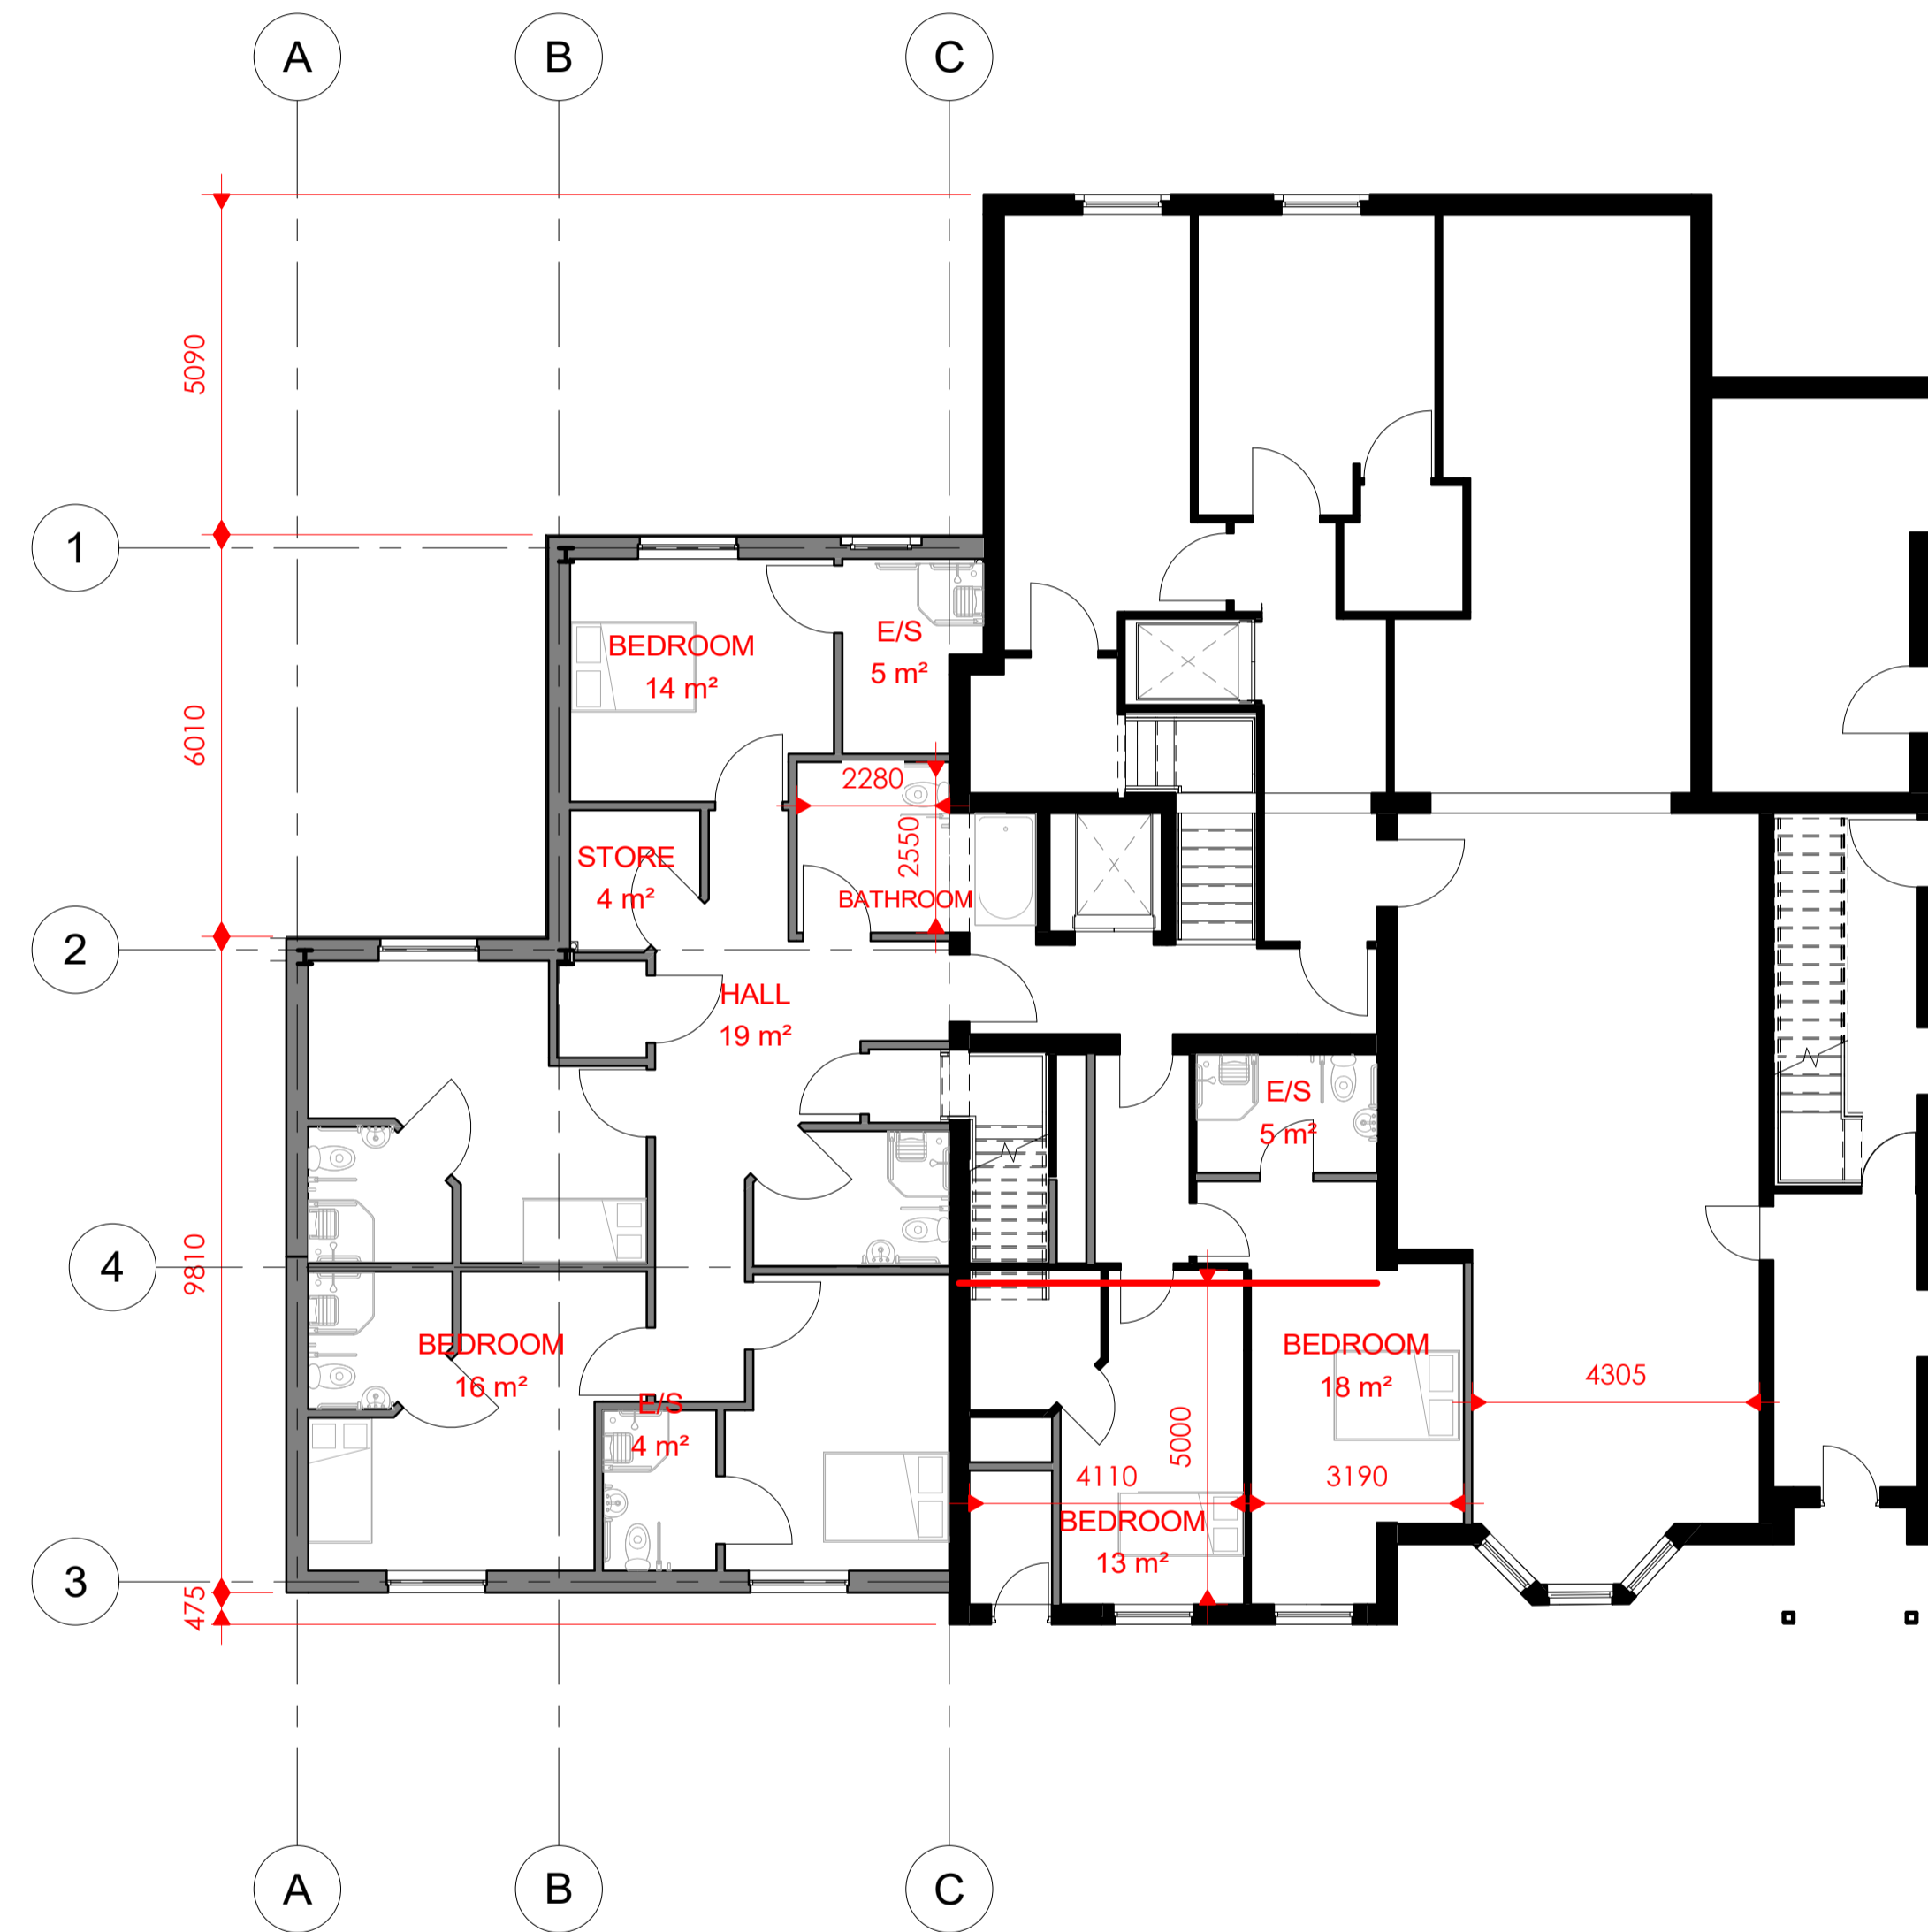 A
B
C
5090
1
BEDROOM
14 m²
E/S
5 m²
6010
2280
2550
STORE
4 m²
BATHROOM
2
HALL
19 m²
E/S
5 m²
4
9810
BEDROOM
16 m²
BEDROOM
18 m²
4305
E/S
4 m²
5000
4110
3190
BEDROOM
13 m²
3
475
A
B
C